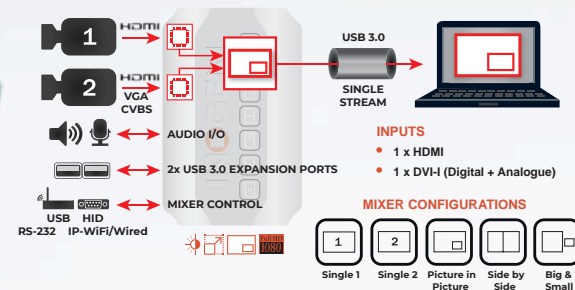 1
HDMI
2
HDMI
VGA
CVBS
USB 3.0
SINGLE
STREAM
AUDIO I/O
2x USB 3.0 EXPANSION PORTS
MIXER CONTROL
USB HID
RS-232 IP-WiFi/Wired
Full HD
1080
INPUTS
• 1 x HDMI
• 1 x DVI-I (Digital + Analogue)
MIXER CONFIGURATIONS
1
2
Single 1
Single 2
Picture in
Picture
Side by
Side
Big &
Small